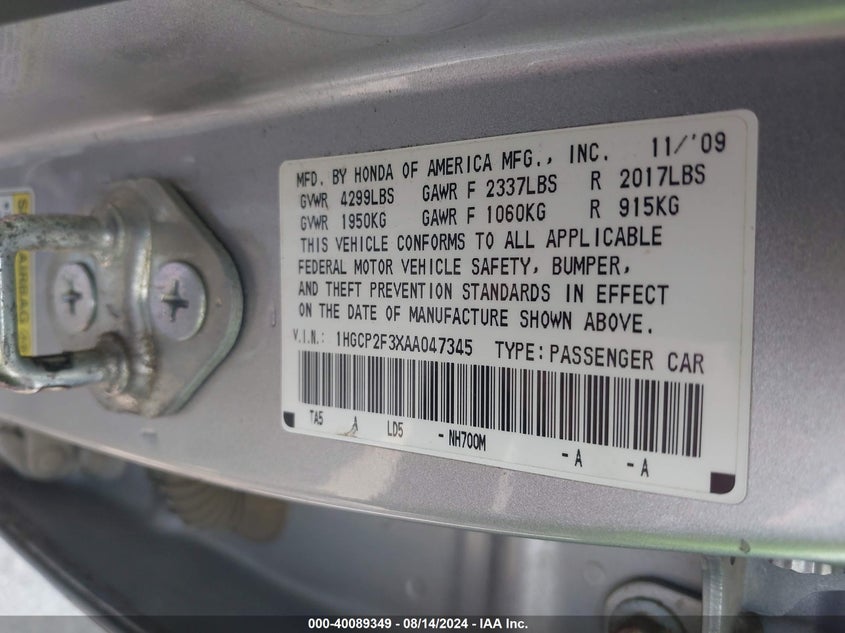 MFD. BY HONDA OF AMERICA MFG., INC. 11/'09
GVWR 4299LBS GAWR F 2337LBS R 2017LBS
GVWR 1950KG GAWR F 1060KG R 915KG
THIS VEHICLE CONFORMS TO ALL APPLICABLE
FEDERAL MOTOR VEHICLE SAFETY, BUMPER,
AND THEFT PREVENTION STANDARDS IN EFFECT
ON THE DATE OF MANUFACTURE SHOWN ABOVE.
V.I.N.: 1HGCP2F3XAA047345 TYPE: PASSENGER CAR
TA5 A LD5 -NH700M -A -A
AIRBAG
000-40089349 - 08/14/2024 - IAA Inc.